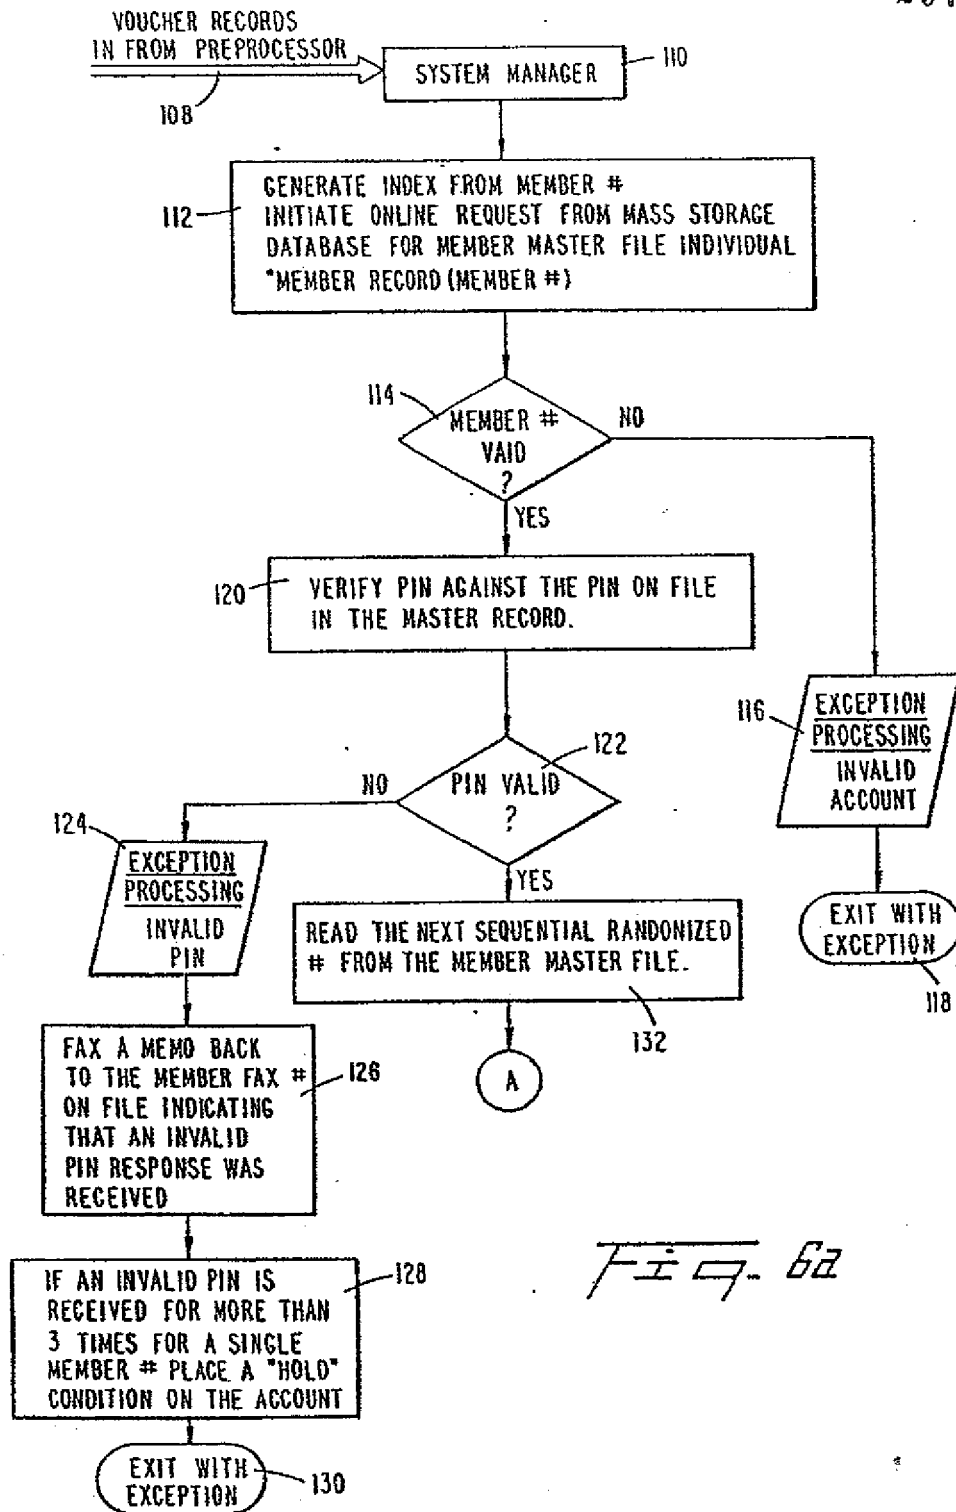 VOUCHER RECORDS
IN FROM PREPROCESSOR
108
SYSTEM MANAGER
110
112
GENERATE INDEX FROM MEMBER #
INITIATE ONLINE REQUEST FROM MASS STORAGE
DATABASE FOR MEMBER MASTER FILE INDIVIDUAL
"MEMBER RECORD (MEMBER #)
114
MEMBER #
VAID
?
NO
YES
120
VERIFY PIN AGAINST THE PIN ON FILE
IN THE MASTER RECORD.
116
EXCEPTION
PROCESSING
INVALID
ACCOUNT
122
PIN VALID
?
NO
YES
124
EXCEPTION
PROCESSING
INVALID
PIN
EXIT WITH
EXCEPTION
118
READ THE NEXT SEQUENTIAL RANDONIZED
# FROM THE MEMBER MASTER FILE.
132
A
FAX A MEMO BACK
TO THE MEMBER FAX #
ON FILE INDICATING
THAT AN INVALID
PIN RESPONSE WAS
RECEIVED
126
IF AN INVALID PIN IS
RECEIVED FOR MORE THAN
3 TIMES FOR A SINGLE
MEMBER # PLACE A "HOLD"
CONDITION ON THE ACCOUNT
128
EXIT WITH
EXCEPTION
130
Fig. 6a